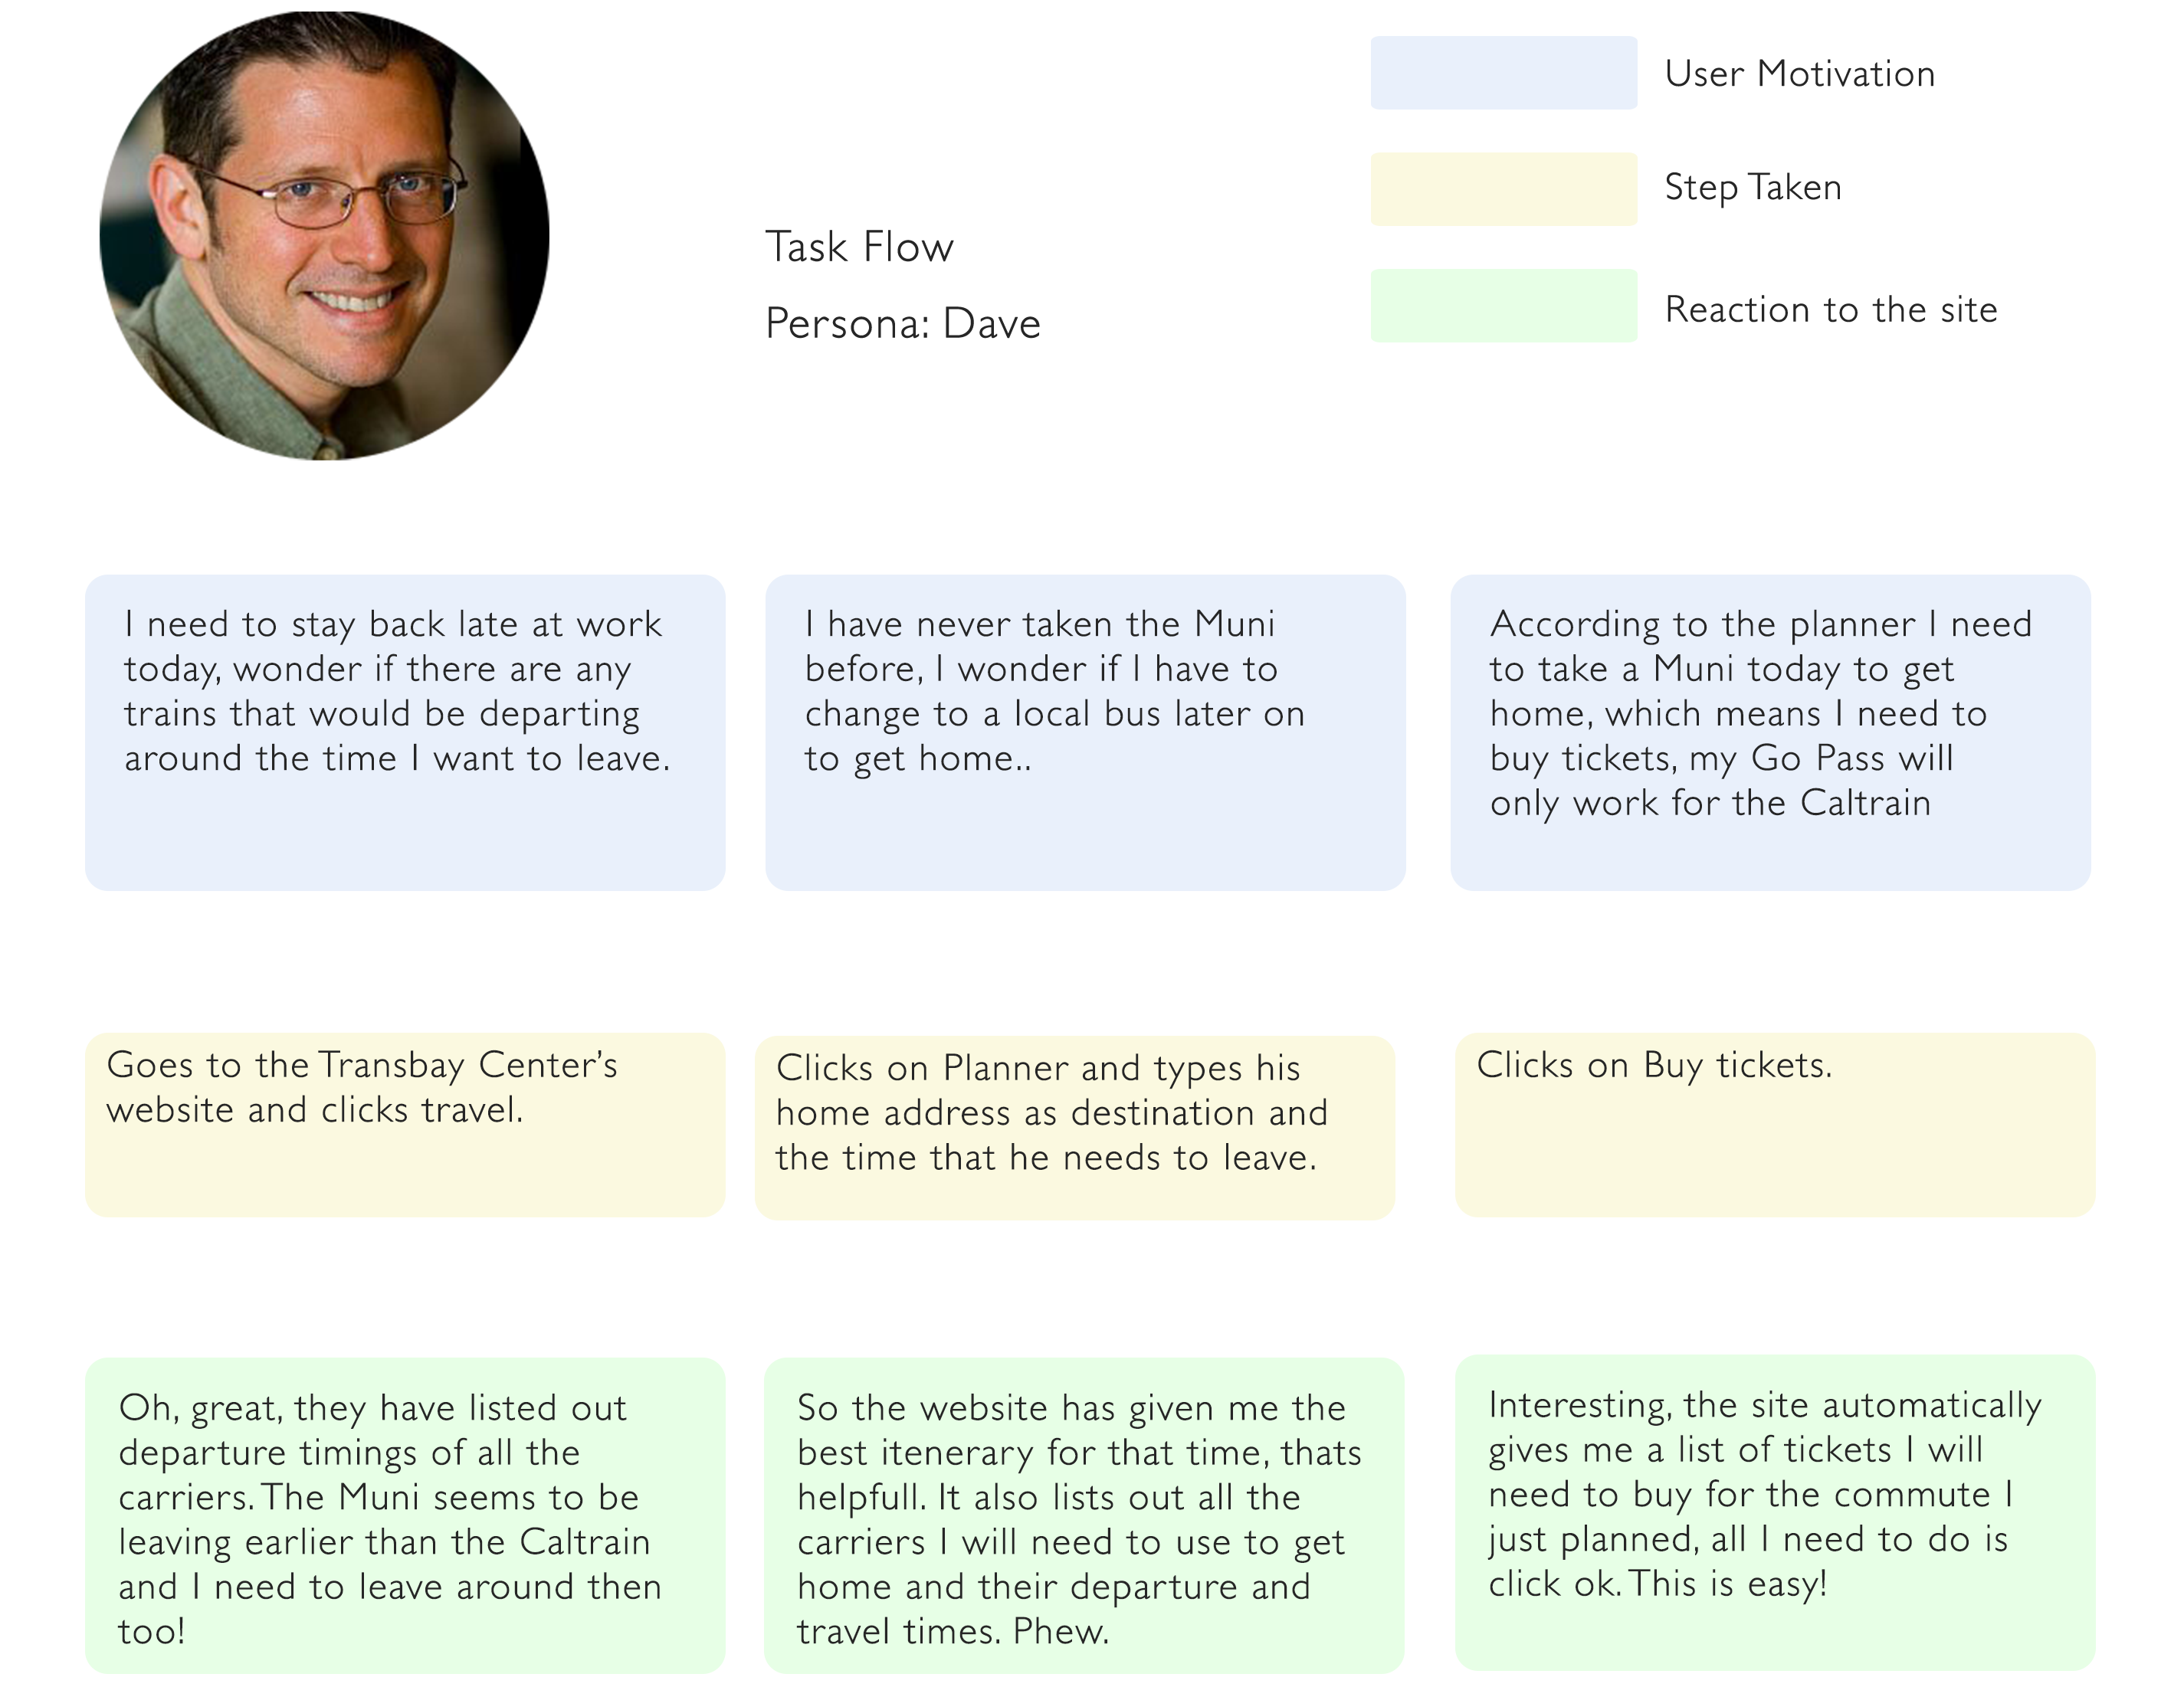 User Motivation
Step Taken
Task Flow
Persona: Dave
Reaction to the site
I need to stay back late at work
today, wonder if there are any
trains that would be departing
around the time I want to leave.
I have never taken the Muni
before, I wonder if I have to
change to a local bus later on
to get home..
According to the planner I need
to take a Muni today to get
home, which means I need to
buy tickets, my Go Pass will
only work for the Caltrain
Goes to the Transbay Center’s
website and clicks travel.
Clicks on Planner and types his
home address as destination and
the time that he needs to leave.
Clicks on Buy tickets.
Oh, great, they have listed out
departure timings of all the
carriers. The Muni seems to be
leaving earlier than the Caltrain
and I need to leave around then
too!
So the website has given me the
best itenerary for that time, thats
helpfull. It also lists out all the
carriers I will need to use to get
home and their departure and
travel times. Phew.
Interesting, the site automatically
gives me a list of tickets I will
need to buy for the commute I
just planned, all I need to do is
click ok. This is easy!